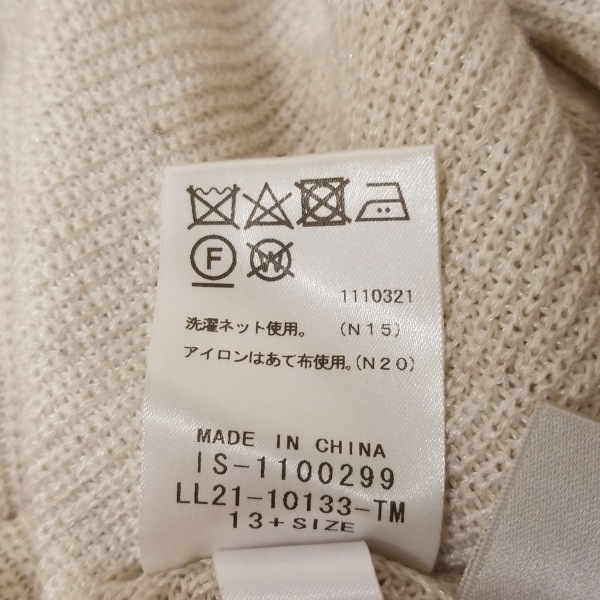 F W
1110321
洗濯ネット使用。（N15）
アイロンはあて布使用。（N20）
MADE IN CHINA
IS-1100299
LL21-10133-TM
13+SIZE